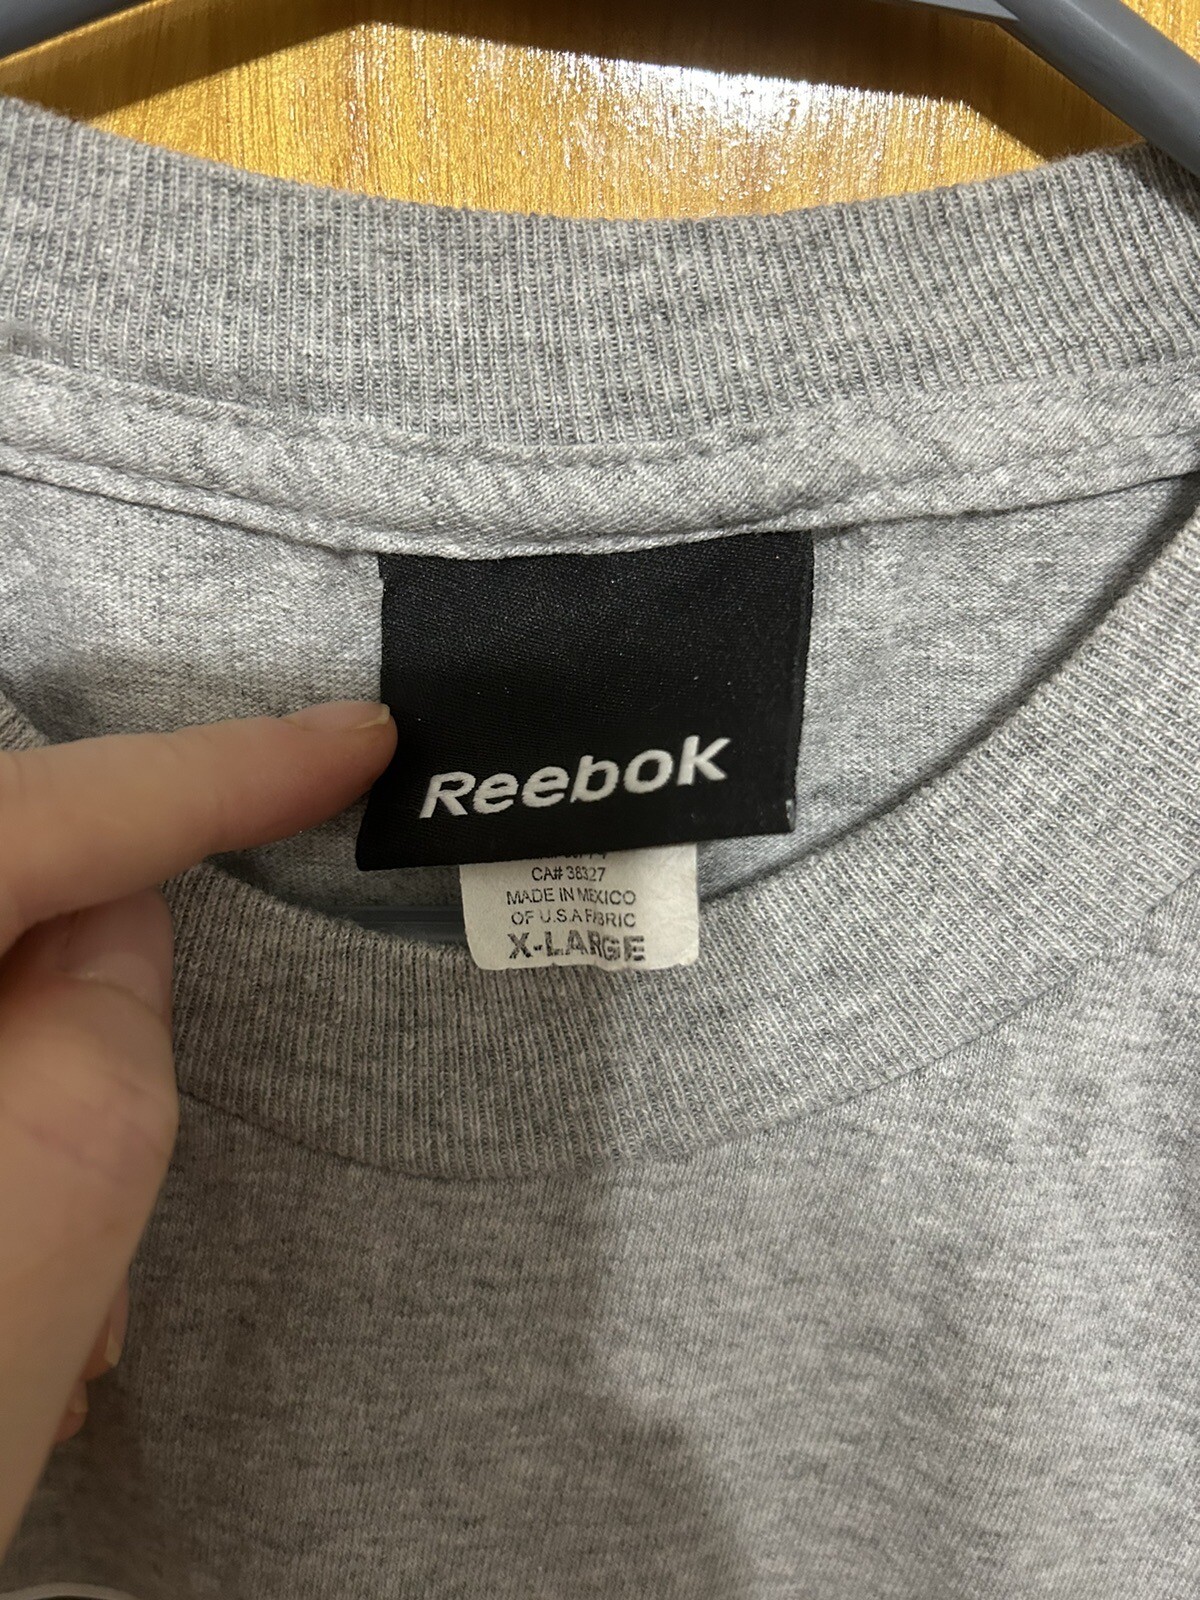 Reebok
CA# 38327
MADE IN MEXICO
OF U.S.A FABRIC
X-LARGE